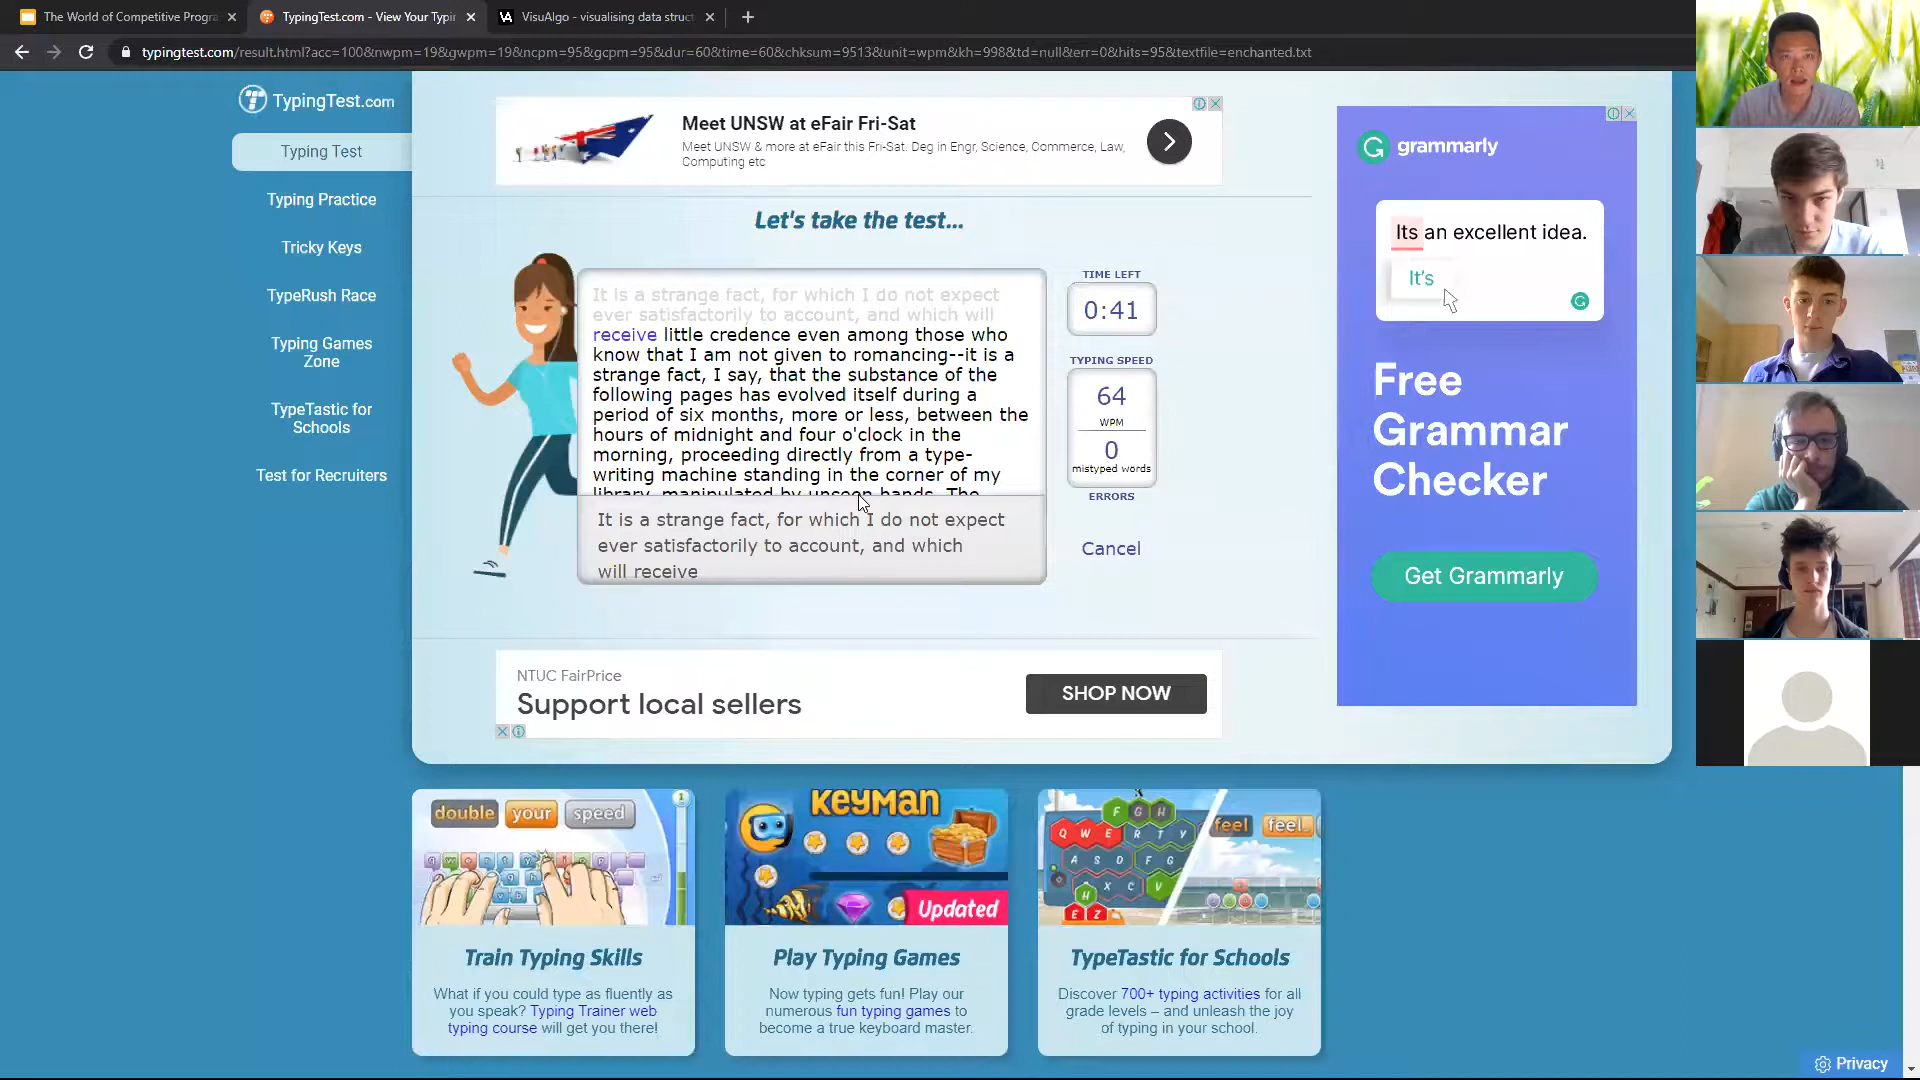 The World of Competitive Progra
TypingTest.com - View Your Typin
VisuAlgo - visualising data struct
typingtest.com/result.html?acc=100&nwpm=19&gwpm=19&ncpm=95&gcpm=95&dur=60&time=60&chksum=9513&unit=wpm&kh=998&td=null&err=0&hits=95&textfile=enchanted.txt
TypingTest.com
Typing Test
Typing Practice
Tricky Keys
TypeRush Race
Typing Games
Zone
TypeTastic for
Schools
Test for Recruiters
Meet UNSW at eFair Fri-Sat
Meet UNSW & more at eFair this Fri-Sat. Deg in Engr, Science, Commerce, Law,
Computing etc
Let's take the test...
It is a strange fact, for which I do not expect
ever satisfactorily to account, and which will
receive little credence even among those who
know that I am not given to romancing--it is a
strange fact, I say, that the substance of the
following pages has evolved itself during a
period of six months, more or less, between the
hours of midnight and four o'clock in the
morning, proceeding directly from a type-
writing machine standing in the corner of my
library, manipulated by unseen hands. The
It is a strange fact, for which I do not expect
ever satisfactorily to account, and which
will receive
TIME LEFT
0:41
TYPING SPEED
64
WPM
0
mistyped words
ERRORS
Cancel
grammarly
Its an excellent idea.
It's
Free
Grammar
Checker
Get Grammarly
NTUC FairPrice
Support local sellers
SHOP NOW
double your speed
1
Train Typing Skills
What if you could type as fluently as
you speak? Typing Trainer web
typing course will get you there!
KEYMAN
Updated
Play Typing Games
Now typing gets fun! Play our
numerous fun typing games to
become a true keyboard master.
F G H
Q W E R T Y
A S D F G
X C V
H
E Z
feel feel
TypeTastic for Schools
Discover 700+ typing activities for all
grade levels – and unleash the joy
of typing in your school.
Privacy